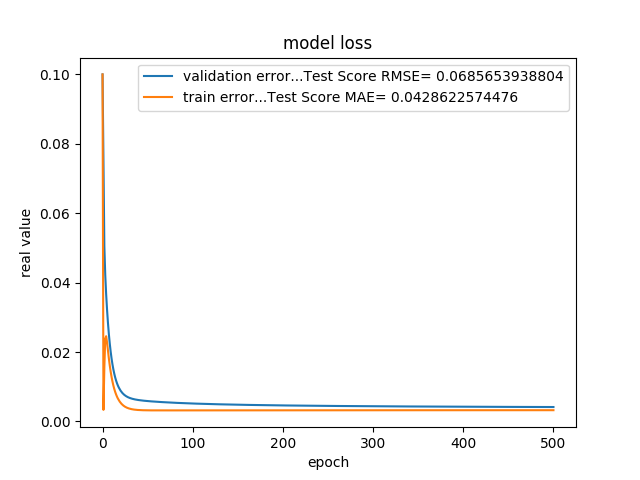 model loss
validation error...Test Score RMSE= 0.0685653938804
train error...Test Score MAE= 0.0428622574476
0.10
0.08
0.06
0.04
0.02
0.00
real value
0 100 200 300 400 500
epoch